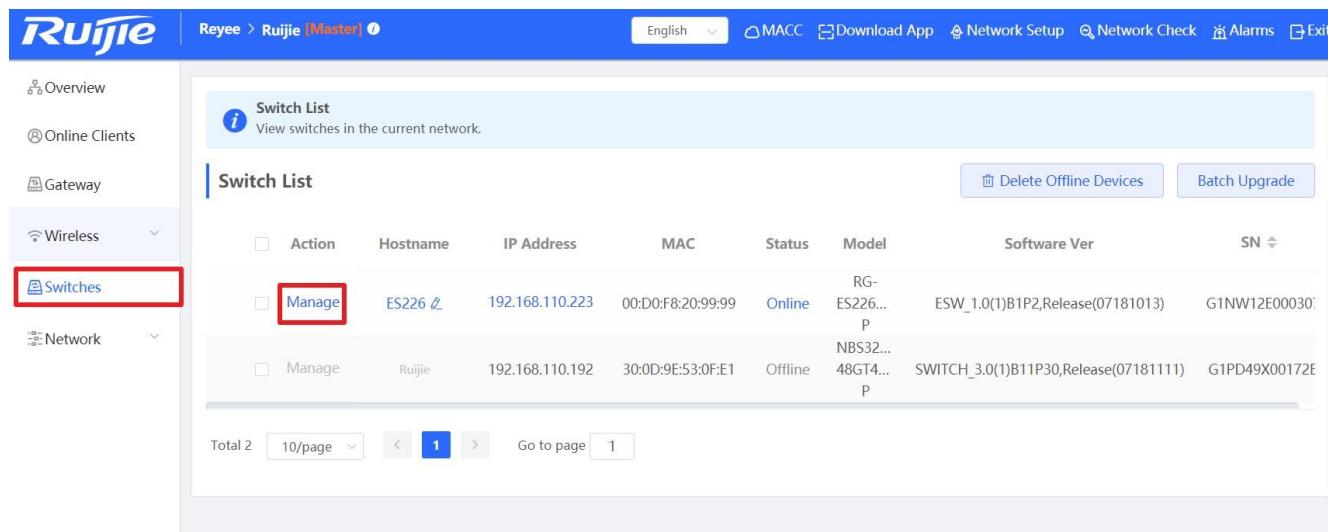 Ruijie Reyee > Ruijie [Master] English MACC Download App Network Setup Network Check Alarms Exit
Overview
Online Clients
Gateway
Wireless
Switches
Network
Switch List
View switches in the current network.
Switch List Delete Offline Devices Batch Upgrade
Action Hostname IP Address MAC Status Model Software Ver SN
Manage ES226 192.168.110.223 00:D0:F8:20:99:99 Online RG-ES226...P ESW_1.0(1)B1P2,Release(07181013) G1NW12E00030
Manage Ruijie 192.168.110.192 30:0D:9E:53:0F:E1 Offline NBS32...48GT4...P SWITCH_3.0(1)B11P30,Release(07181111) G1PD49X00172
Total 2 10/page < 1 > Go to page 1